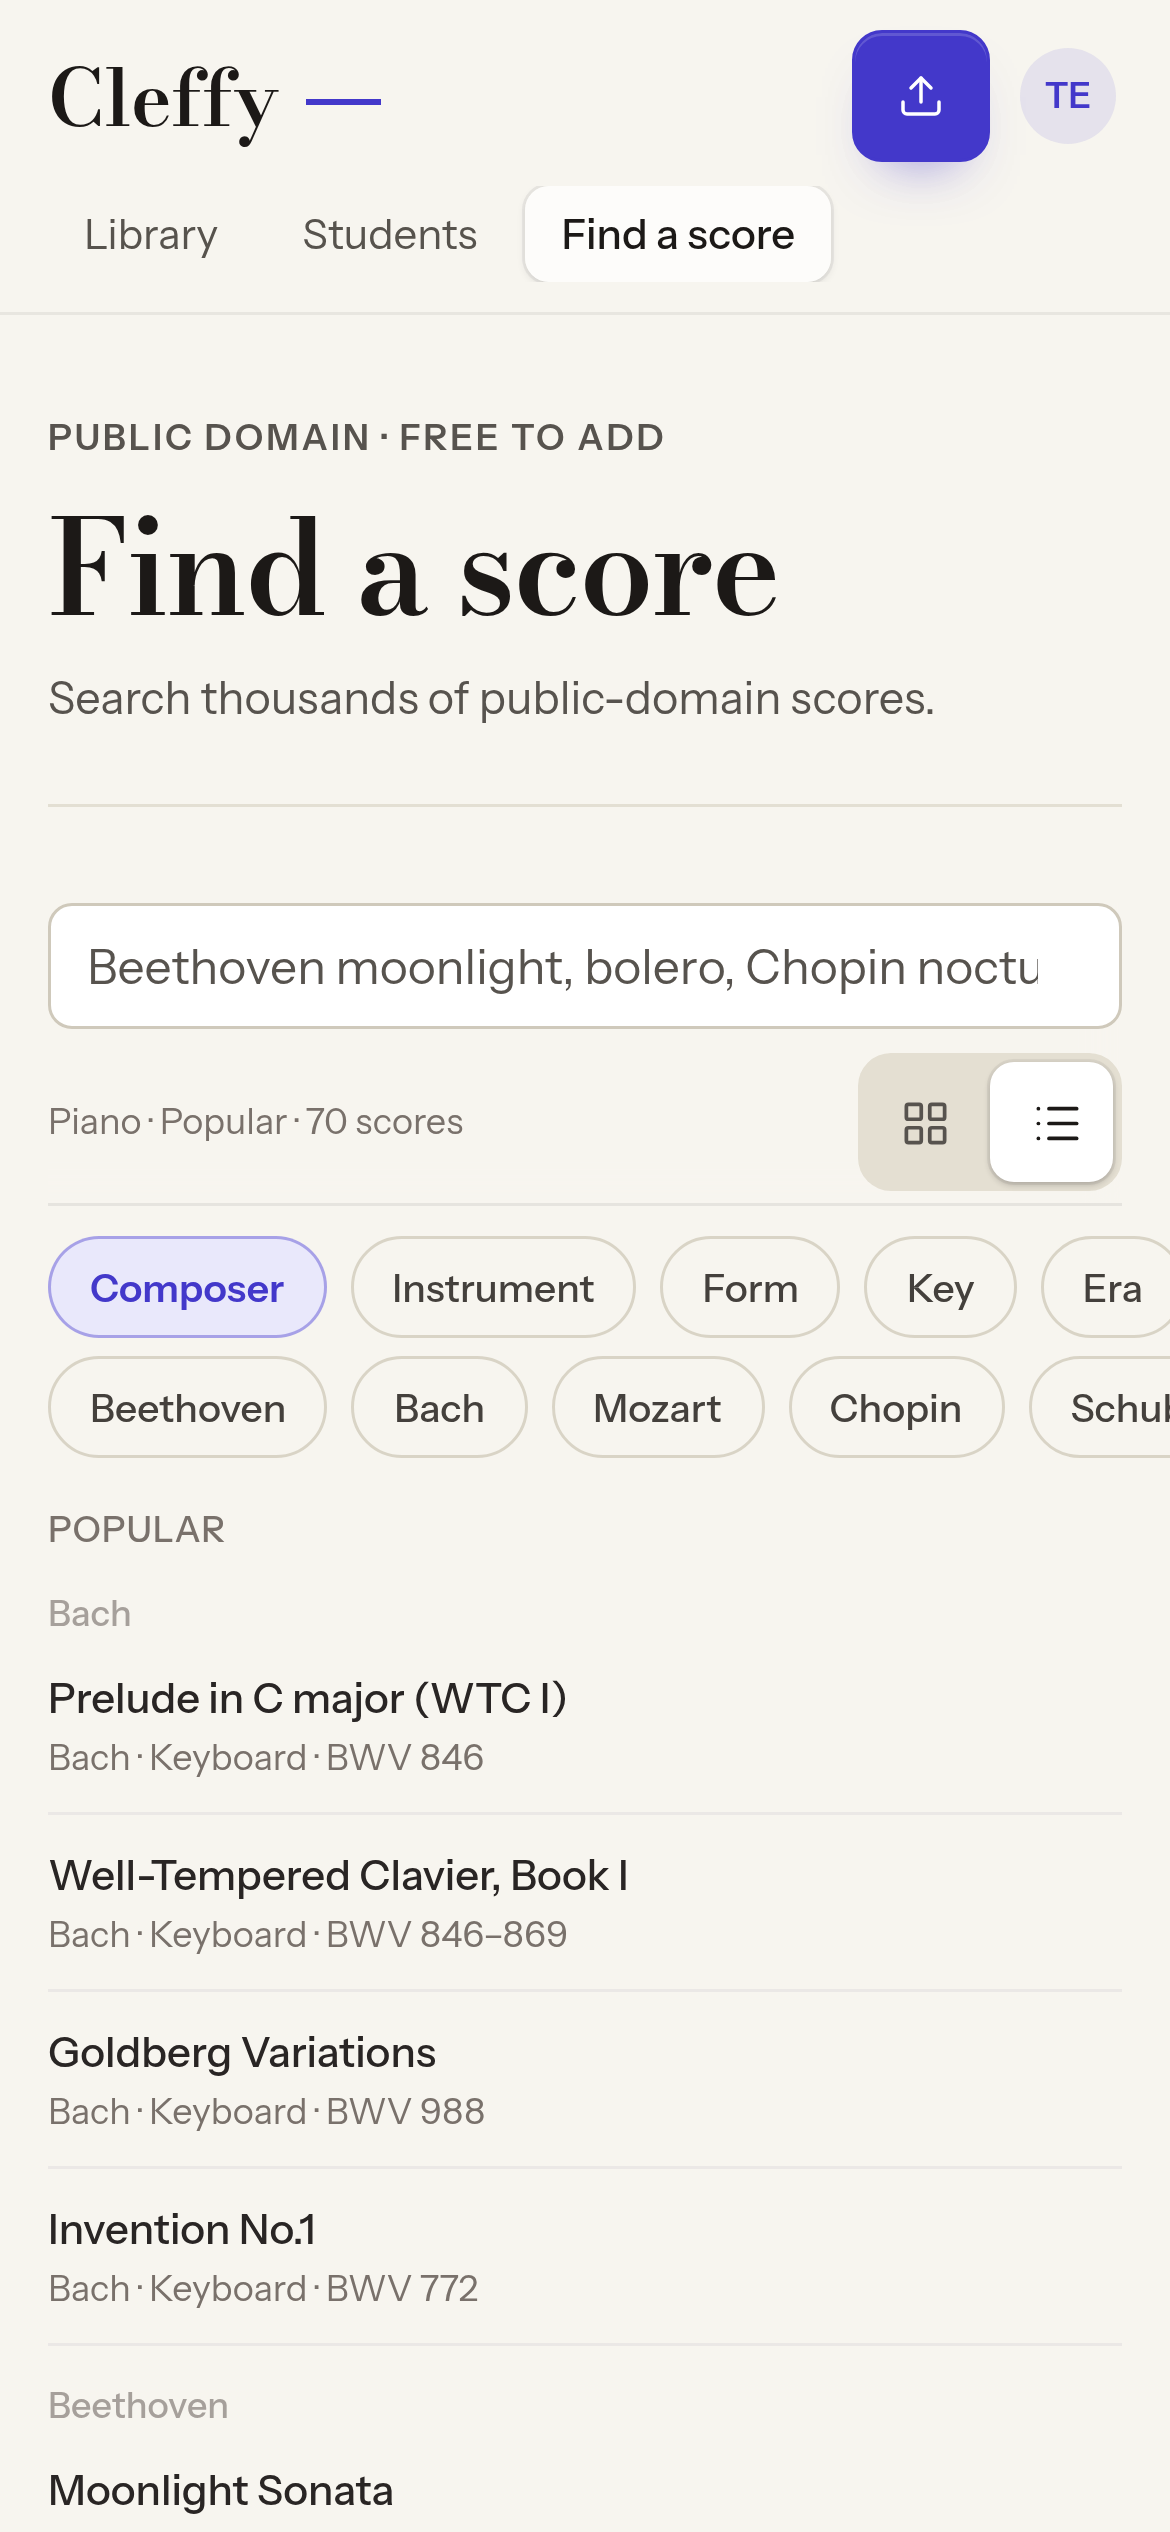 Cleffy
TE
Library Students Find a score
PUBLIC DOMAIN · FREE TO ADD
Find a score
Search thousands of public-domain scores.
Beethoven moonlight, bolero, Chopin noctu
Piano · Popular · 70 scores
Composer Instrument Form Key Era
Beethoven Bach Mozart Chopin Schub
POPULAR
Bach
Prelude in C major (WTC I)
Bach · Keyboard · BWV 846
Well-Tempered Clavier, Book I
Bach · Keyboard · BWV 846–869
Goldberg Variations
Bach · Keyboard · BWV 988
Invention No.1
Bach · Keyboard · BWV 772
Beethoven
Moonlight Sonata